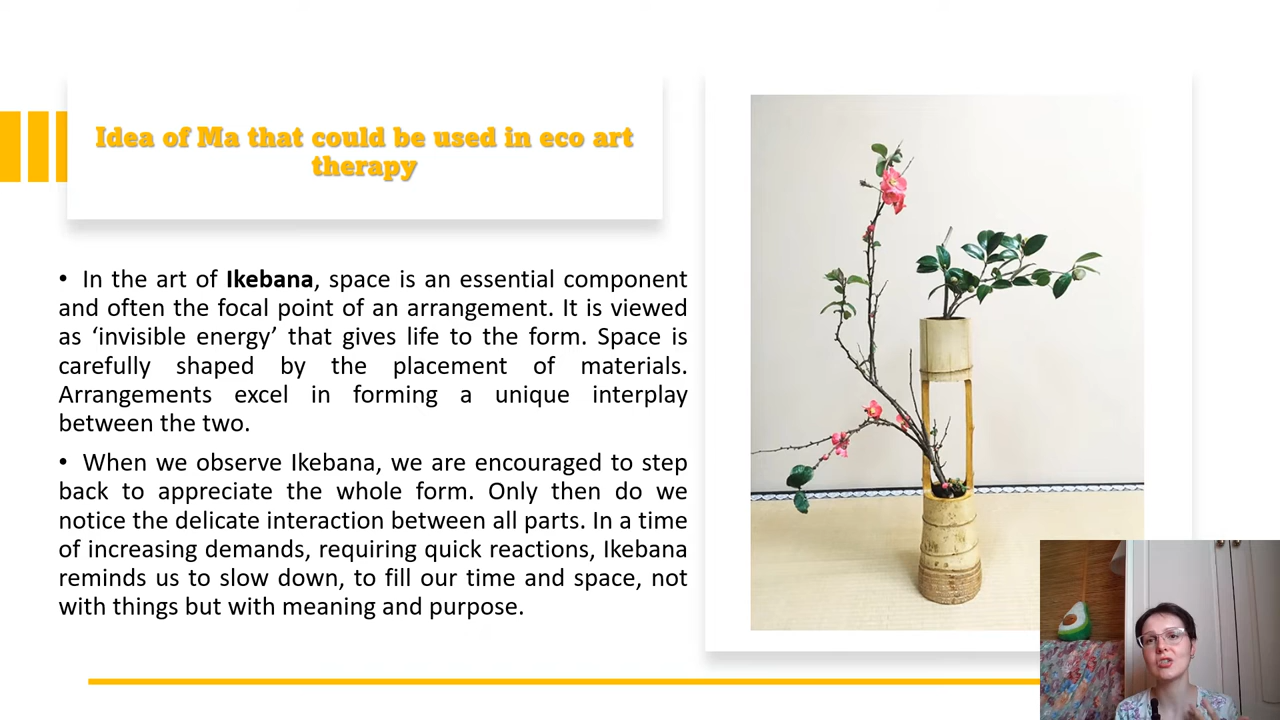 Idea of Ma that could be used in eco art
therapy
• In the art of Ikebana, space is an essential component
and often the focal point of an arrangement. It is viewed
as ‘invisible energy’ that gives life to the form. Space is
carefully shaped by the placement of materials.
Arrangements excel in forming a unique interplay
between the two.
• When we observe Ikebana, we are encouraged to step
back to appreciate the whole form. Only then do we
notice the delicate interaction between all parts. In a time
of increasing demands, requiring quick reactions, Ikebana
reminds us to slow down, to fill our time and space, not
with things but with meaning and purpose.